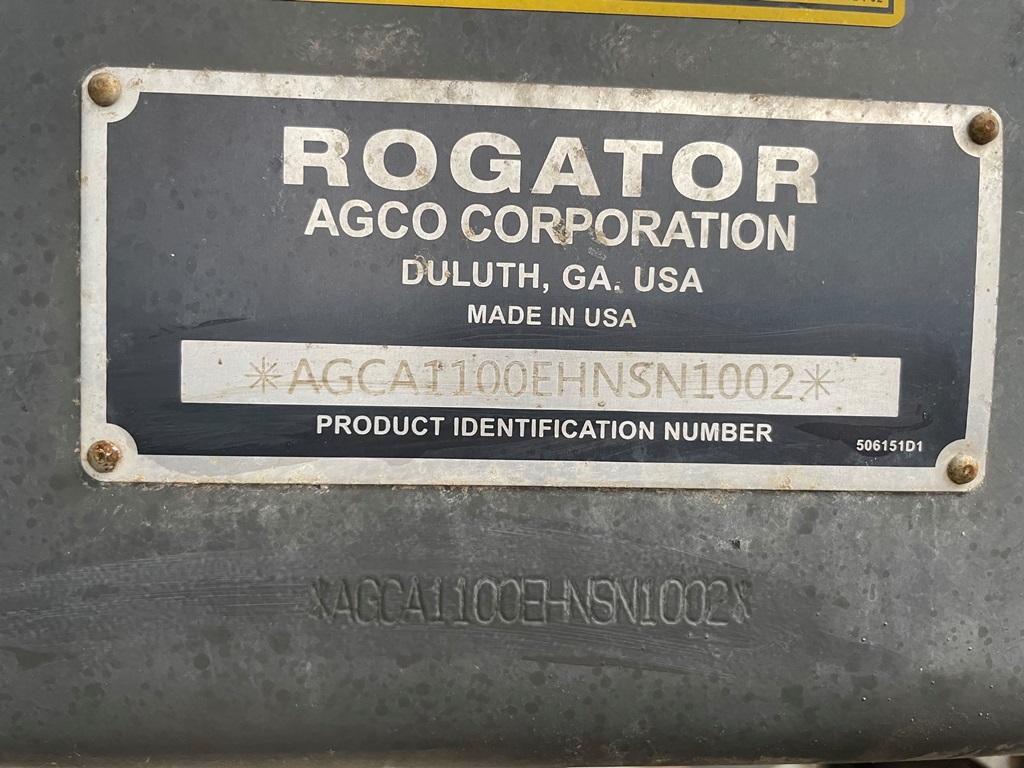 ROGATOR
AGCO CORPORATION
DULUTH, GA. USA
MADE IN USA
*AGCA1100EHNSN1002*
PRODUCT IDENTIFICATION NUMBER
506151D1
*AGCA1100EHNSN1002*